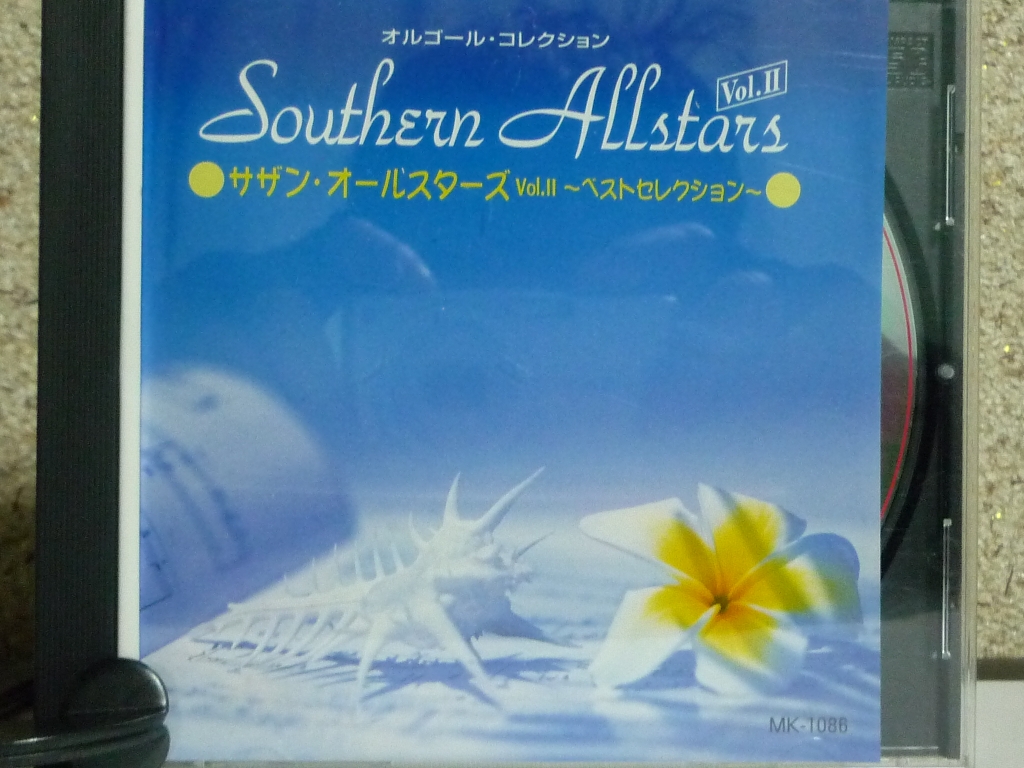 オルゴール・コレクション
Southern Allstars Vol.II
サザン・オールスターズ Vol.II ～ベストセレクション～
MK-1086